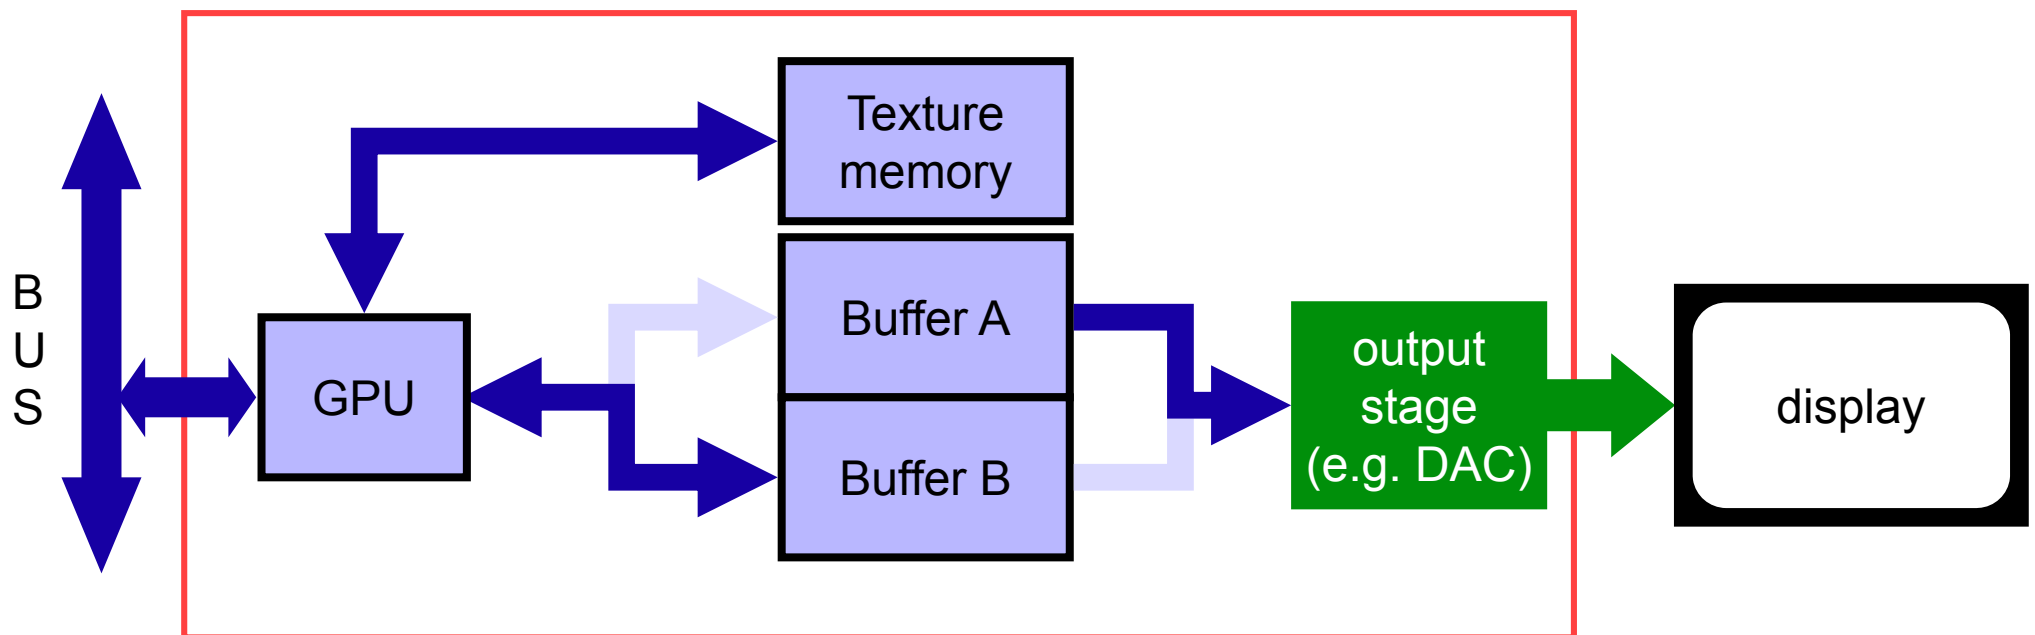 B
U
S
GPU
Texture
memory
Buffer A
Buffer B
output
stage
(e.g. DAC)
display